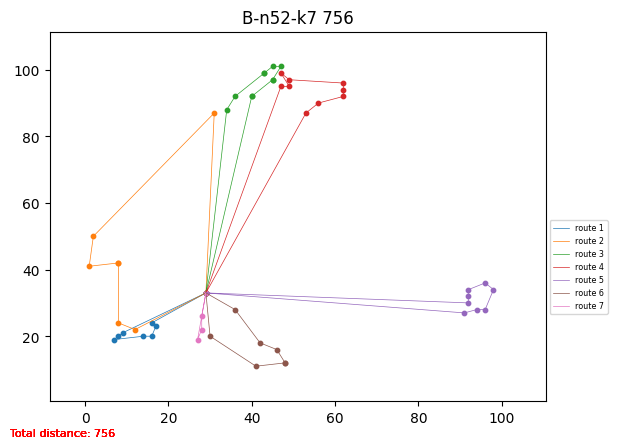 B-n52-k7 756
100
80
60
40
20
0
20
40
60
80
100
route 1
route 2
route 3
route 4
route 5
route 6
route 7
Total distance: 756